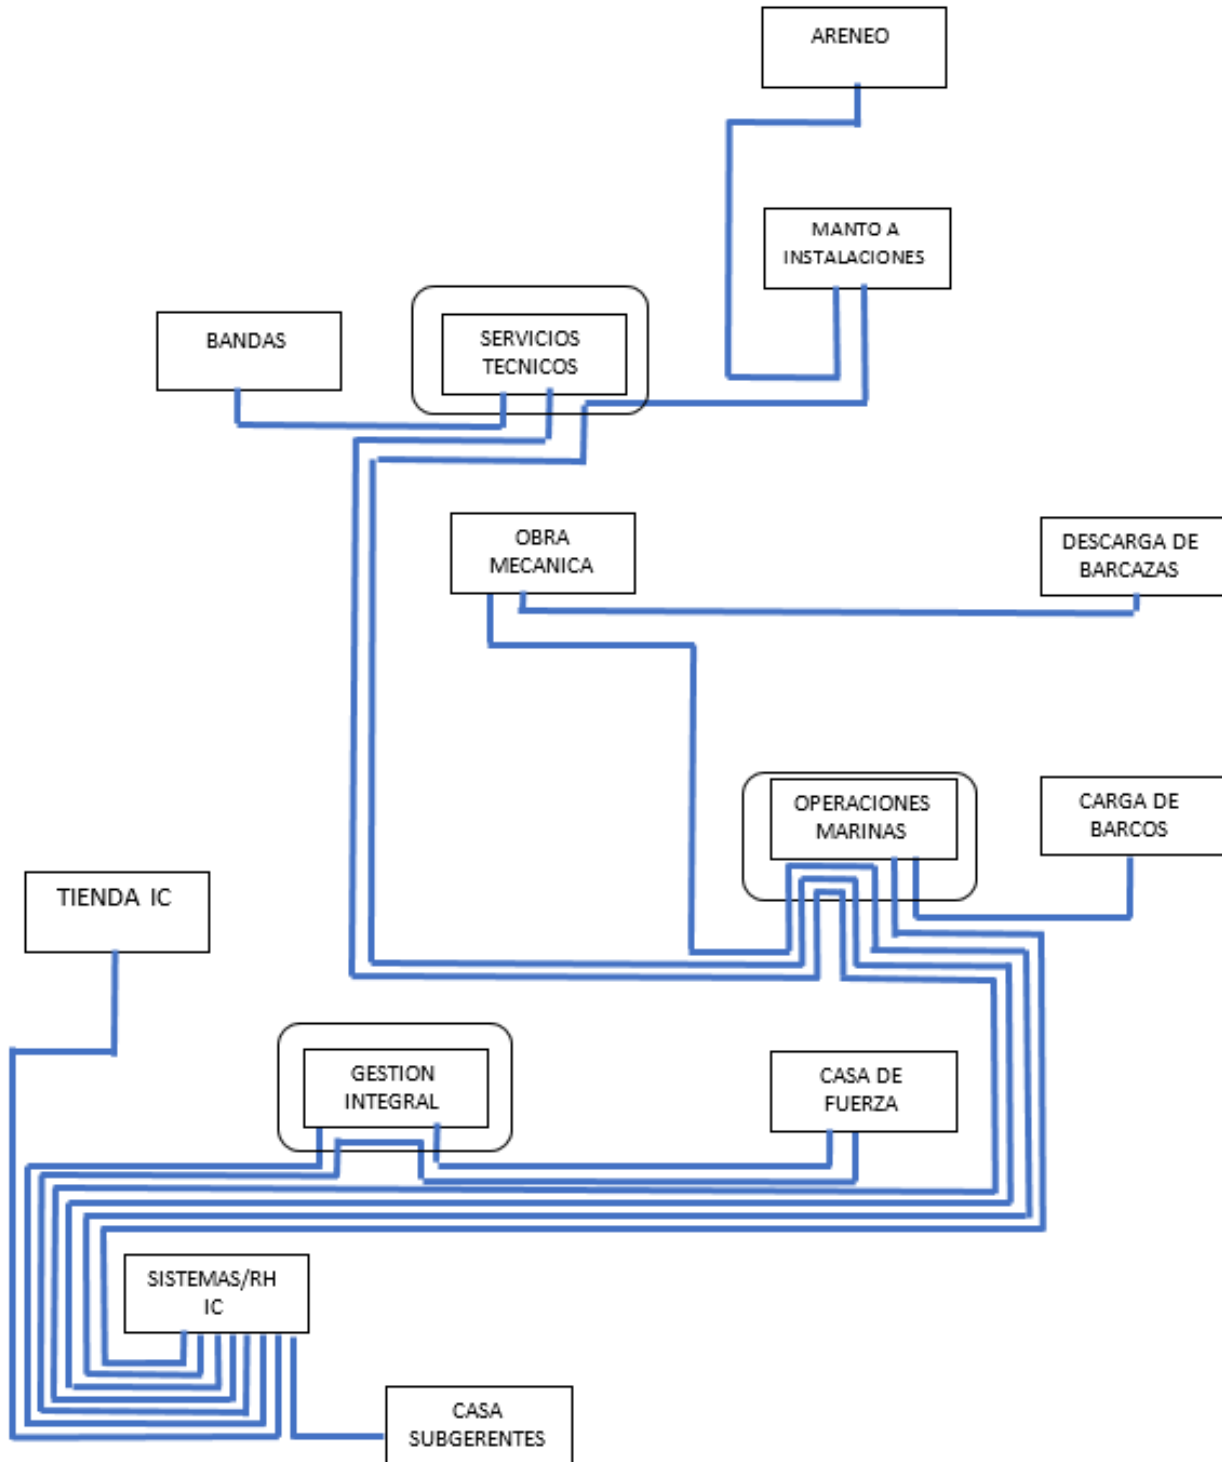 ARENEO
MANTO A
INSTALACIONES
BANDAS
SERVICIOS
TECNICOS
OBRA
MECANICA
DESCARGA DE
BARCAZAS
OPERACIONES
MARINAS
CARGA DE
BARCOS
TIENDA IC
GESTION
INTEGRAL
CASA DE
FUERZA
SISTEMAS/RH
IC
CASA
SUBGERENTES